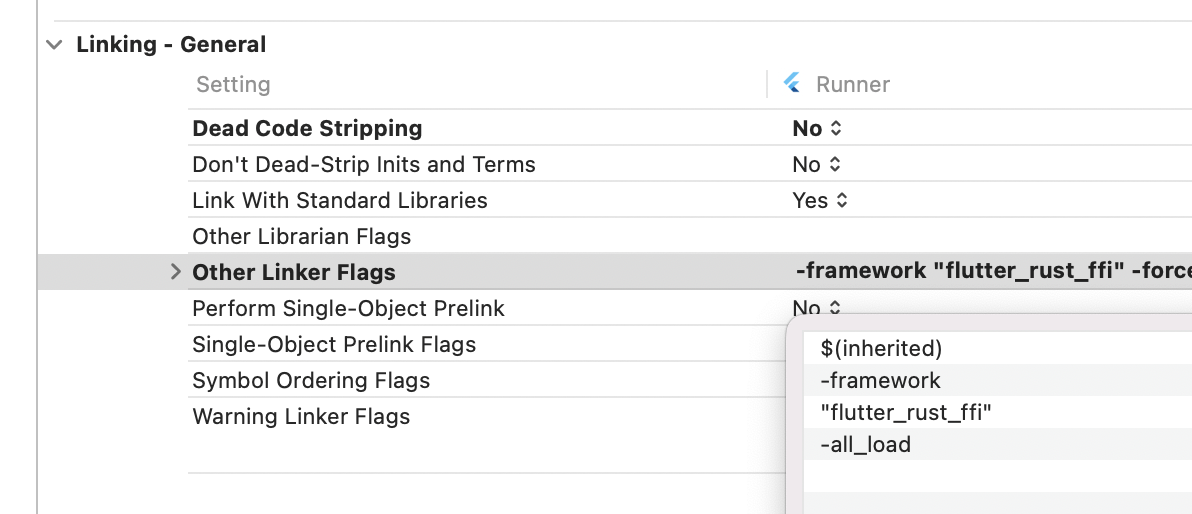 Linking - General
Setting Runner
Dead Code Stripping No
Don't Dead-Strip Inits and Terms No
Link With Standard Libraries Yes
Other Librarian Flags
Other Linker Flags -framework "flutter_rust_ffi" -force
Perform Single-Object Prelink No
Single-Object Prelink Flags
Symbol Ordering Flags
Warning Linker Flags
$(inherited)
-framework
"flutter_rust_ffi"
-all_load